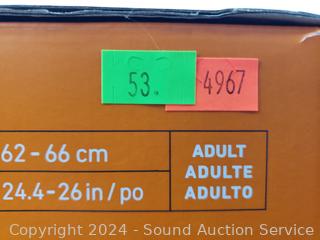 53.
4967
62 - 66 cm
24.4 - 26 in / po
ADULT
ADULTE
ADULTO
Copyright 2024 - Sound Auction Service